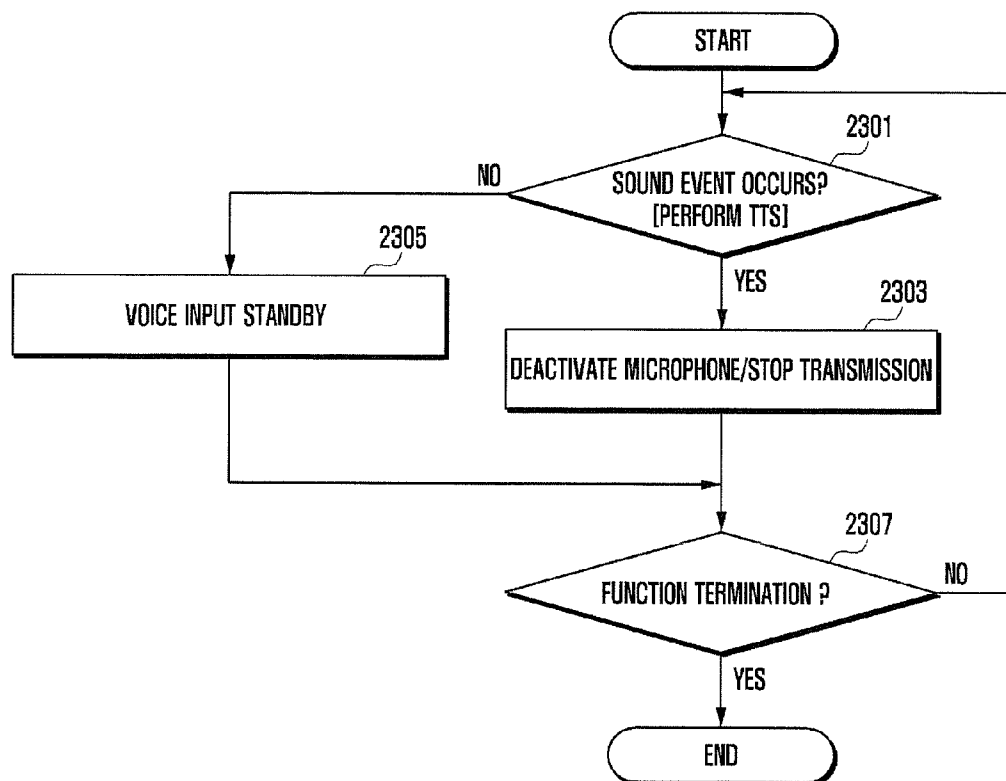 START
2301
NO
SOUND EVENT OCCURS?
[PERFORM TTS]
2305
YES
2303
VOICE INPUT STANDBY
DEACTIVATE MICROPHONE/STOP TRANSMISSION
2307
FUNCTION TERMINATION ?
NO
YES
END